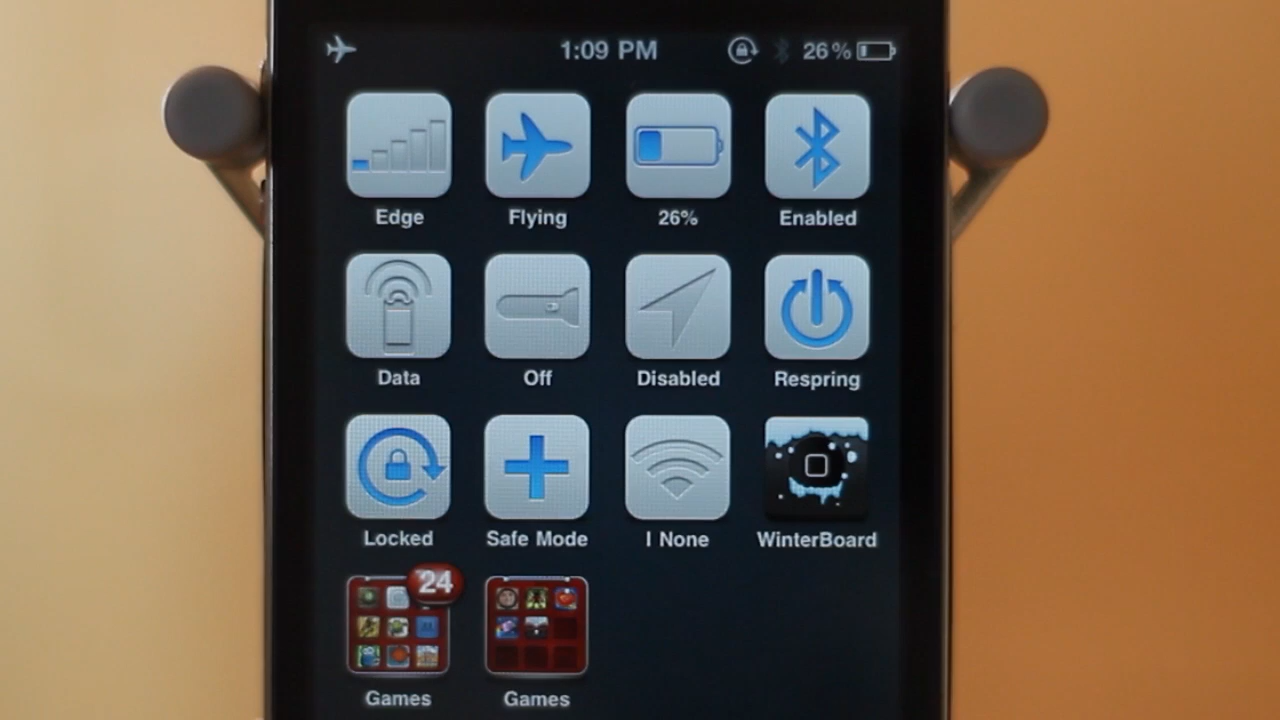 1:09 PM 26%
Edge Flying 26% Enabled
Data Off Disabled Respring
Locked Safe Mode I None WinterBoard
24
Games Games